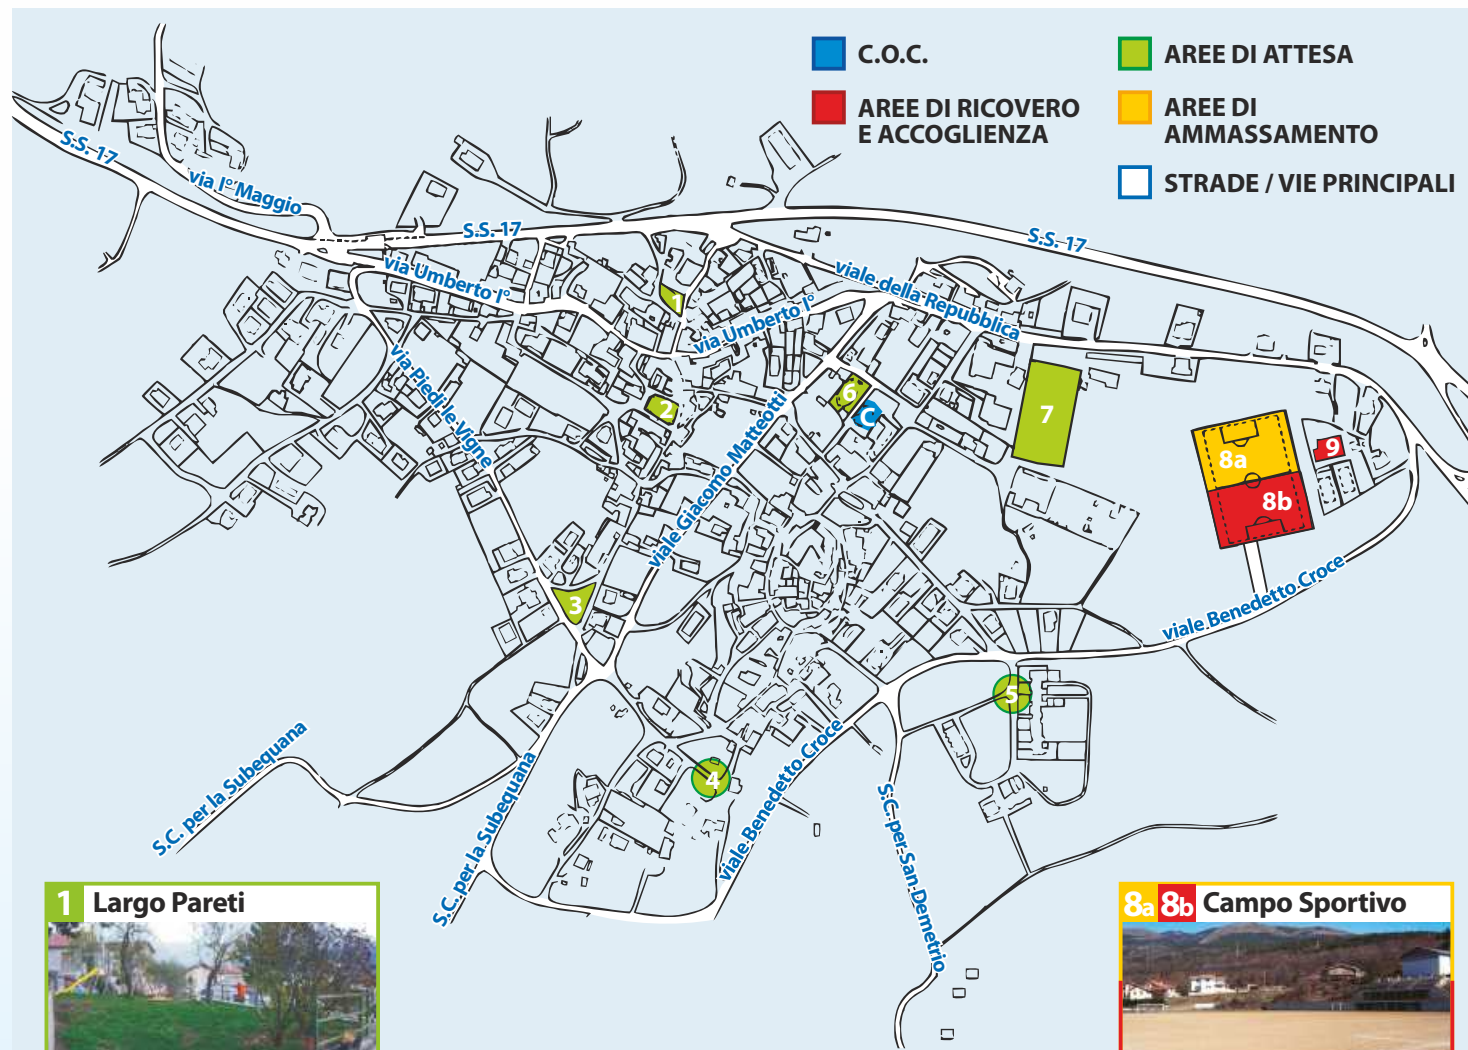 C.O.C.
AREE DI RICOVERO
E ACCOGLIENZA
AREE DI ATTESA
AREE DI
AMMASSAMENTO
STRADE / VIE PRINCIPALI
S.S. 17
via I° Maggio
S.S. 17
S.S. 17
via Umberto I°
viale della Repubblica
1
via Umberto I°
via Piedi le Vigne
2
6
C
7
viale Giacomo Matteotti
8a
9
8b
3
viale Benedetto Croce
5
4
S.C. per la Subequana
S.C. per la Subequana
viale Benedetto Croce
S.C. per San Demetrio
1 Largo Pareti
8a 8b Campo Sportivo